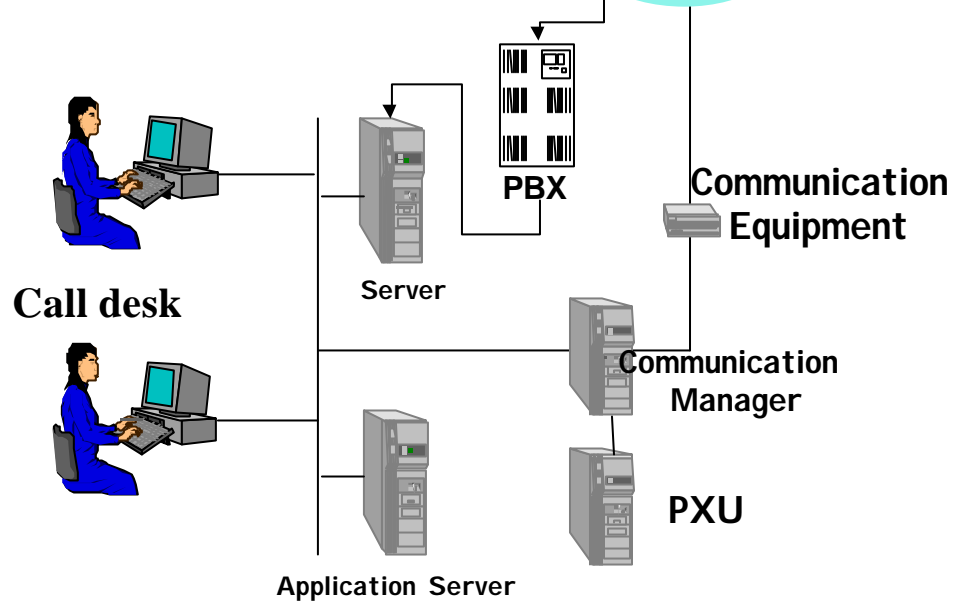 PBX
Communication
Equipment
Server
Call desk
Communication
Manager
PXU
Application Server